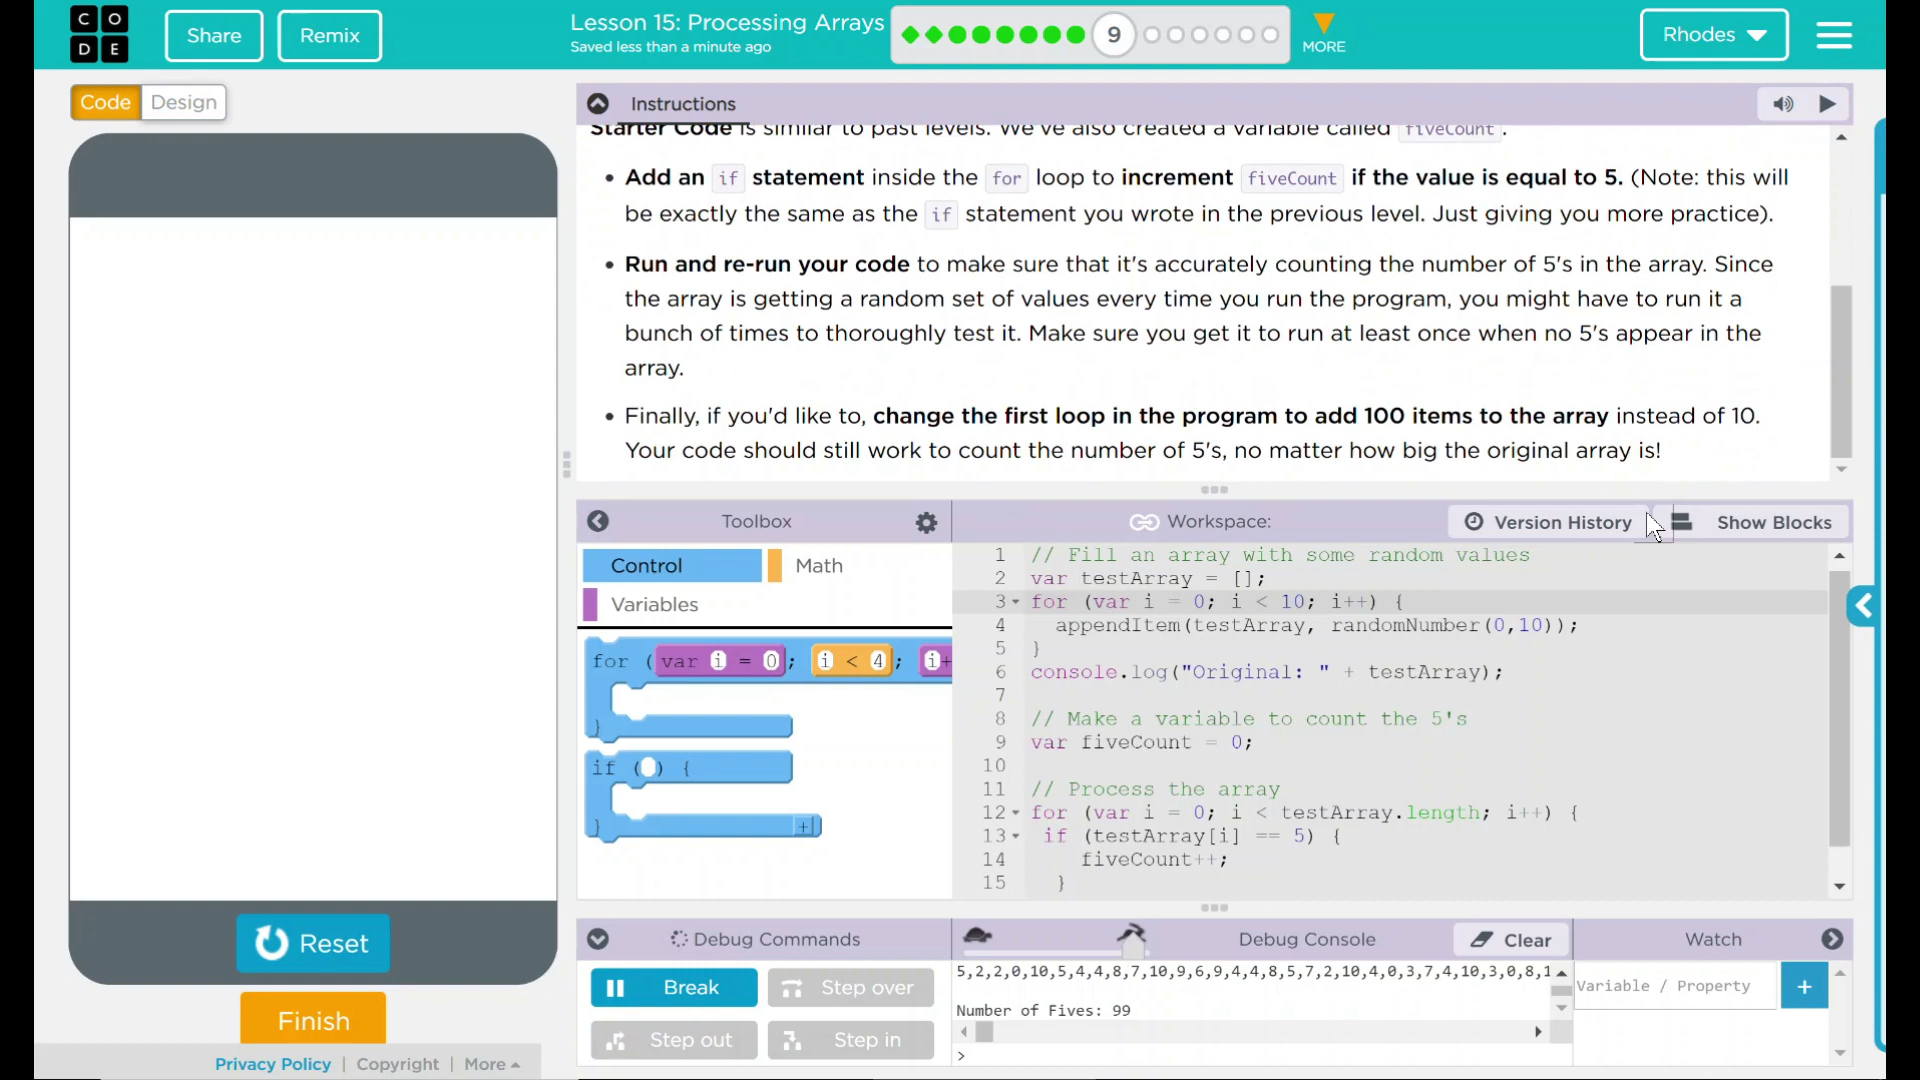 CO
DE
Share
Remix
Lesson 15: Processing Arrays
Saved less than a minute ago
9
MORE
Rhodes
Code
Design
Instructions
Starter Code is similar to past levels. We've also created a variable called fiveCount.
• Add an if statement inside the for loop to increment fiveCount if the value is equal to 5. (Note: this will
be exactly the same as the if statement you wrote in the previous level. Just giving you more practice).
• Run and re-run your code to make sure that it's accurately counting the number of 5's in the array. Since
the array is getting a random set of values every time you run the program, you might have to run it a
bunch of times to thoroughly test it. Make sure you get it to run at least once when no 5's appear in the
array.
• Finally, if you'd like to, change the first loop in the program to add 100 items to the array instead of 10.
Your code should still work to count the number of 5's, no matter how big the original array is!
Toolbox
Workspace:
Version History
Show Blocks
Control
Math
Variables
for (var i = 0; i < 4; i+
}
if () {
}
+
1 // Fill an array with some random values
2 var testArray = [];
3 for (var i = 0; i < 10; i++) {
4 appendItem(testArray, randomNumber(0,10));
5 }
6 console.log("Original: " + testArray);
7
8 // Make a variable to count the 5's
9 var fiveCount = 0;
10
11 // Process the array
12 for (var i = 0; i < testArray.length; i++) {
13 if (testArray[i] == 5) {
14 fiveCount++;
15 }
Reset
Finish
Debug Commands
Debug Console
Clear
Watch
Break
Step over
Step out
Step in
5,2,2,0,10,5,4,4,8,7,10,9,6,9,4,4,8,5,7,2,10,4,0,3,7,4,10,3,0,8,1
Number of Fives: 99
>
Variable / Property
+
Privacy Policy | Copyright | More